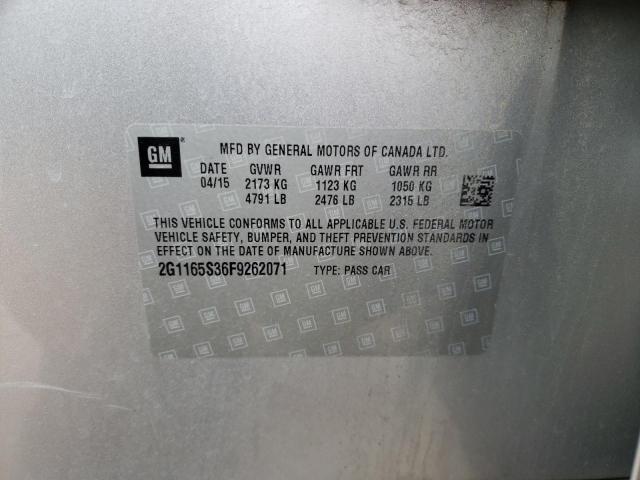 GM
MFD BY GENERAL MOTORS OF CANADA LTD.
DATE GVWR GAWR FRT GAWR RR
04/15 2173 KG 1123 KG 1050 KG
4791 LB 2476 LB 2315 LB
THIS VEHICLE CONFORMS TO ALL APPLICABLE U.S. FEDERAL MOTOR
VEHICLE SAFETY, BUMPER, AND THEFT PREVENTION STANDARDS IN
EFFECT ON THE DATE OF MANUFACTURE SHOWN ABOVE.
2G1165S36F9262071 TYPE: PASS CAR